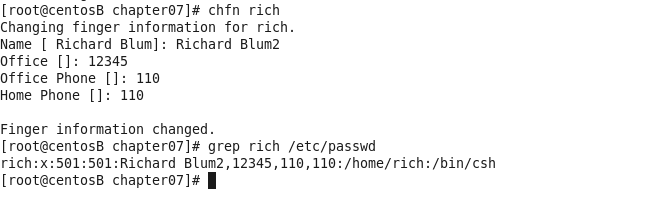 [root@centosB chapter07]# chfn rich
Changing finger information for rich.
Name [ Richard Blum]: Richard Blum2
Office []: 12345
Office Phone []: 110
Home Phone []: 110

Finger information changed.
[root@centosB chapter07]# grep rich /etc/passwd
rich:x:501:501:Richard Blum2,12345,110,110:/home/rich:/bin/csh
[root@centosB chapter07]#